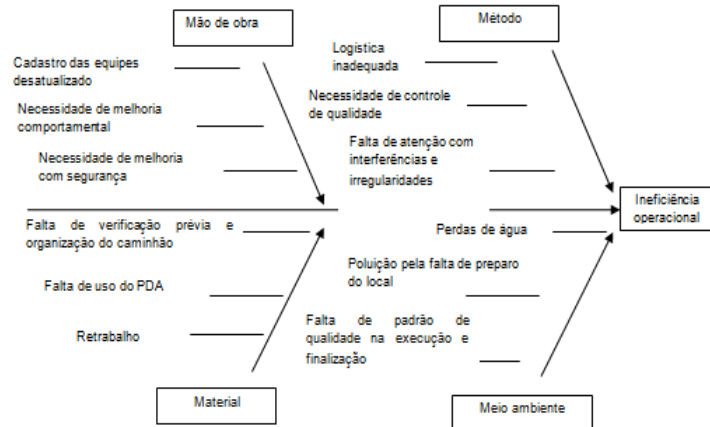 Mão de obra
Método
Cadastro das equipes
desatualizado
Logística
inadequada
Necessidade de melhoria
comportamental
Necessidade de controle
de qualidade
Necessidade de melhoria
com segurança
Falta de atenção com
interferências e
irregularidades
Ineficiência
operacional
Falta de verificação prévia e
organização do caminhão
Perdas de água
Falta de uso do PDA
Poluição pela falta de preparo
do local
Retrabalho
Falta de padrão de
qualidade na execução e
finalização
Material
Meio ambiente